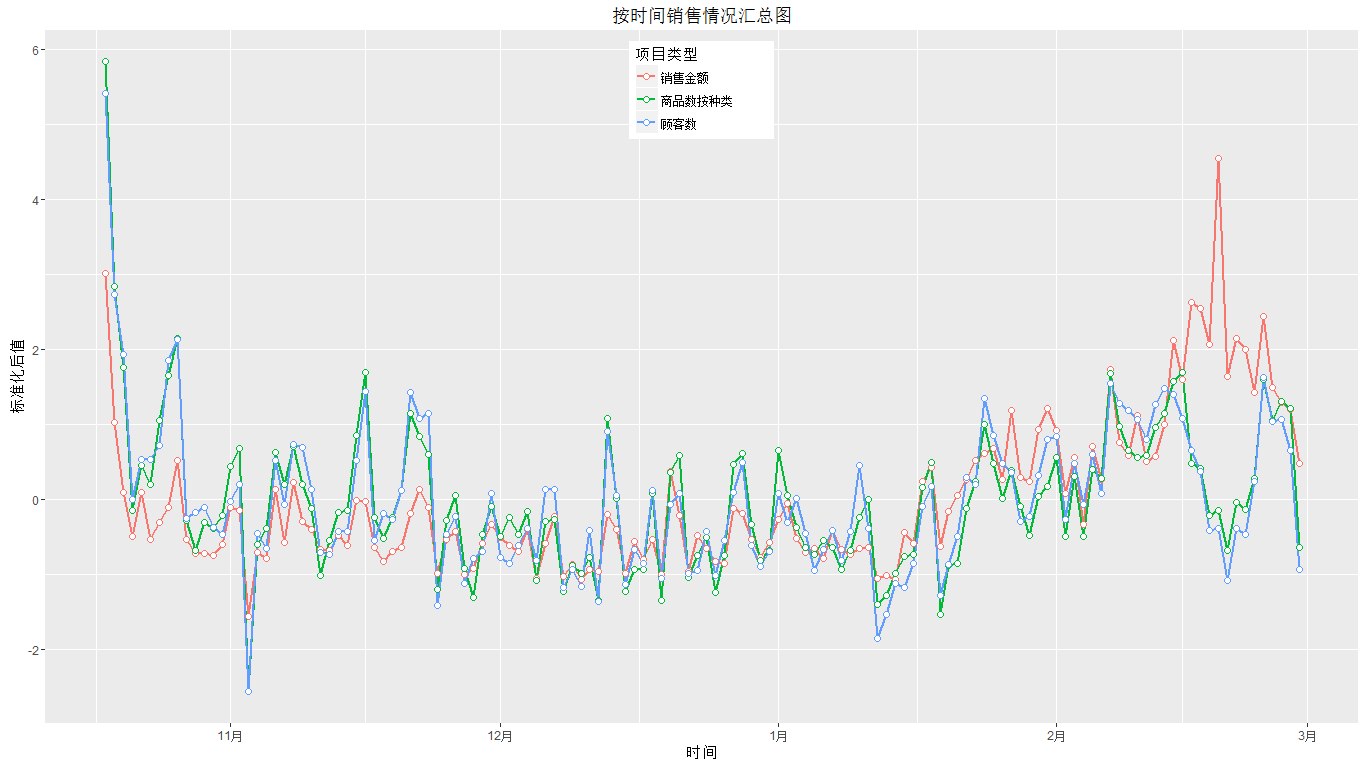 按时间销售情况汇总图
项目类型
销售金额
商品数按种类
顾客数
标准化后值
6
4
2
0
-2
11月
12月
1月
2月
3月
时间